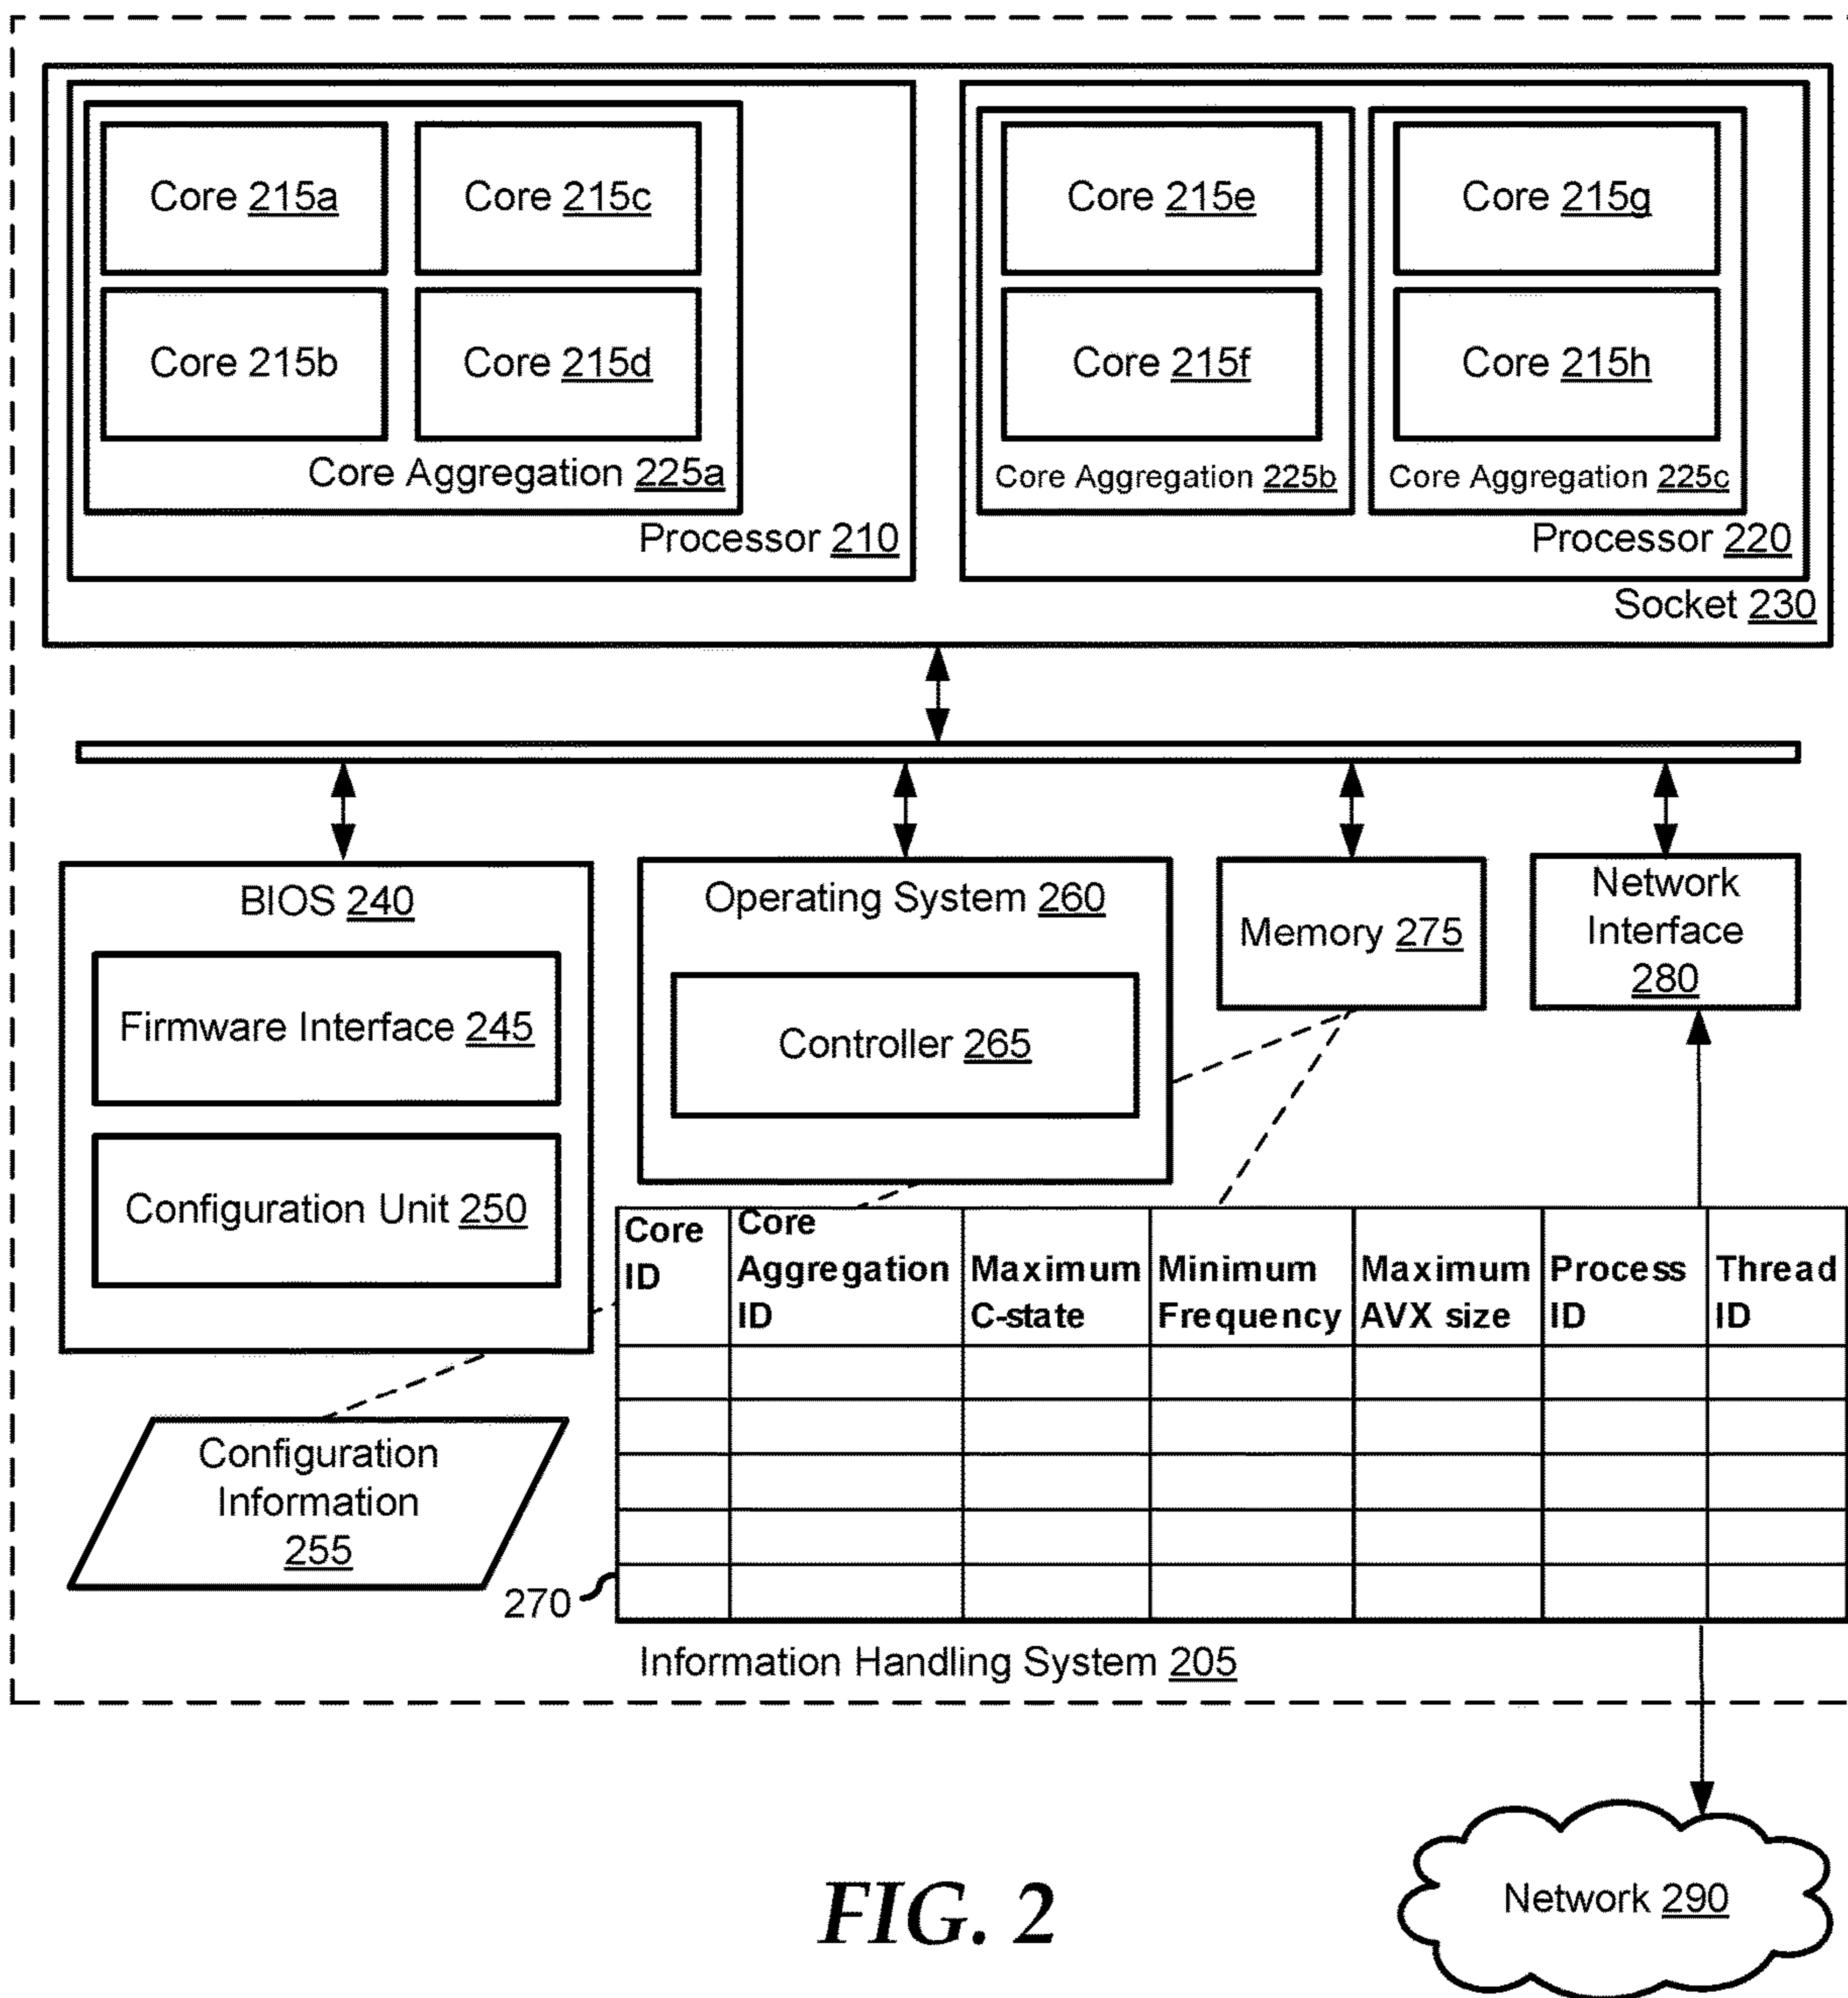 Core 215a
Core 215c
Core 215b
Core 215d
Core Aggregation 225a
Processor 210
Core 215e
Core 215g
Core 215f
Core 215h
Core Aggregation 225b
Core Aggregation 225c
Processor 220
Socket 230
BIOS 240
Firmware Interface 245
Configuration Unit 250
Operating System 260
Controller 265
Memory 275
Network
Interface
280
Configuration
Information
255
Core
ID
Core
Aggregation
ID
Maximum
C-state
Minimum
Frequency
Maximum
AVX size
Process
ID
Thread
ID
270
Information Handling System 205
Network 290
FIG. 2